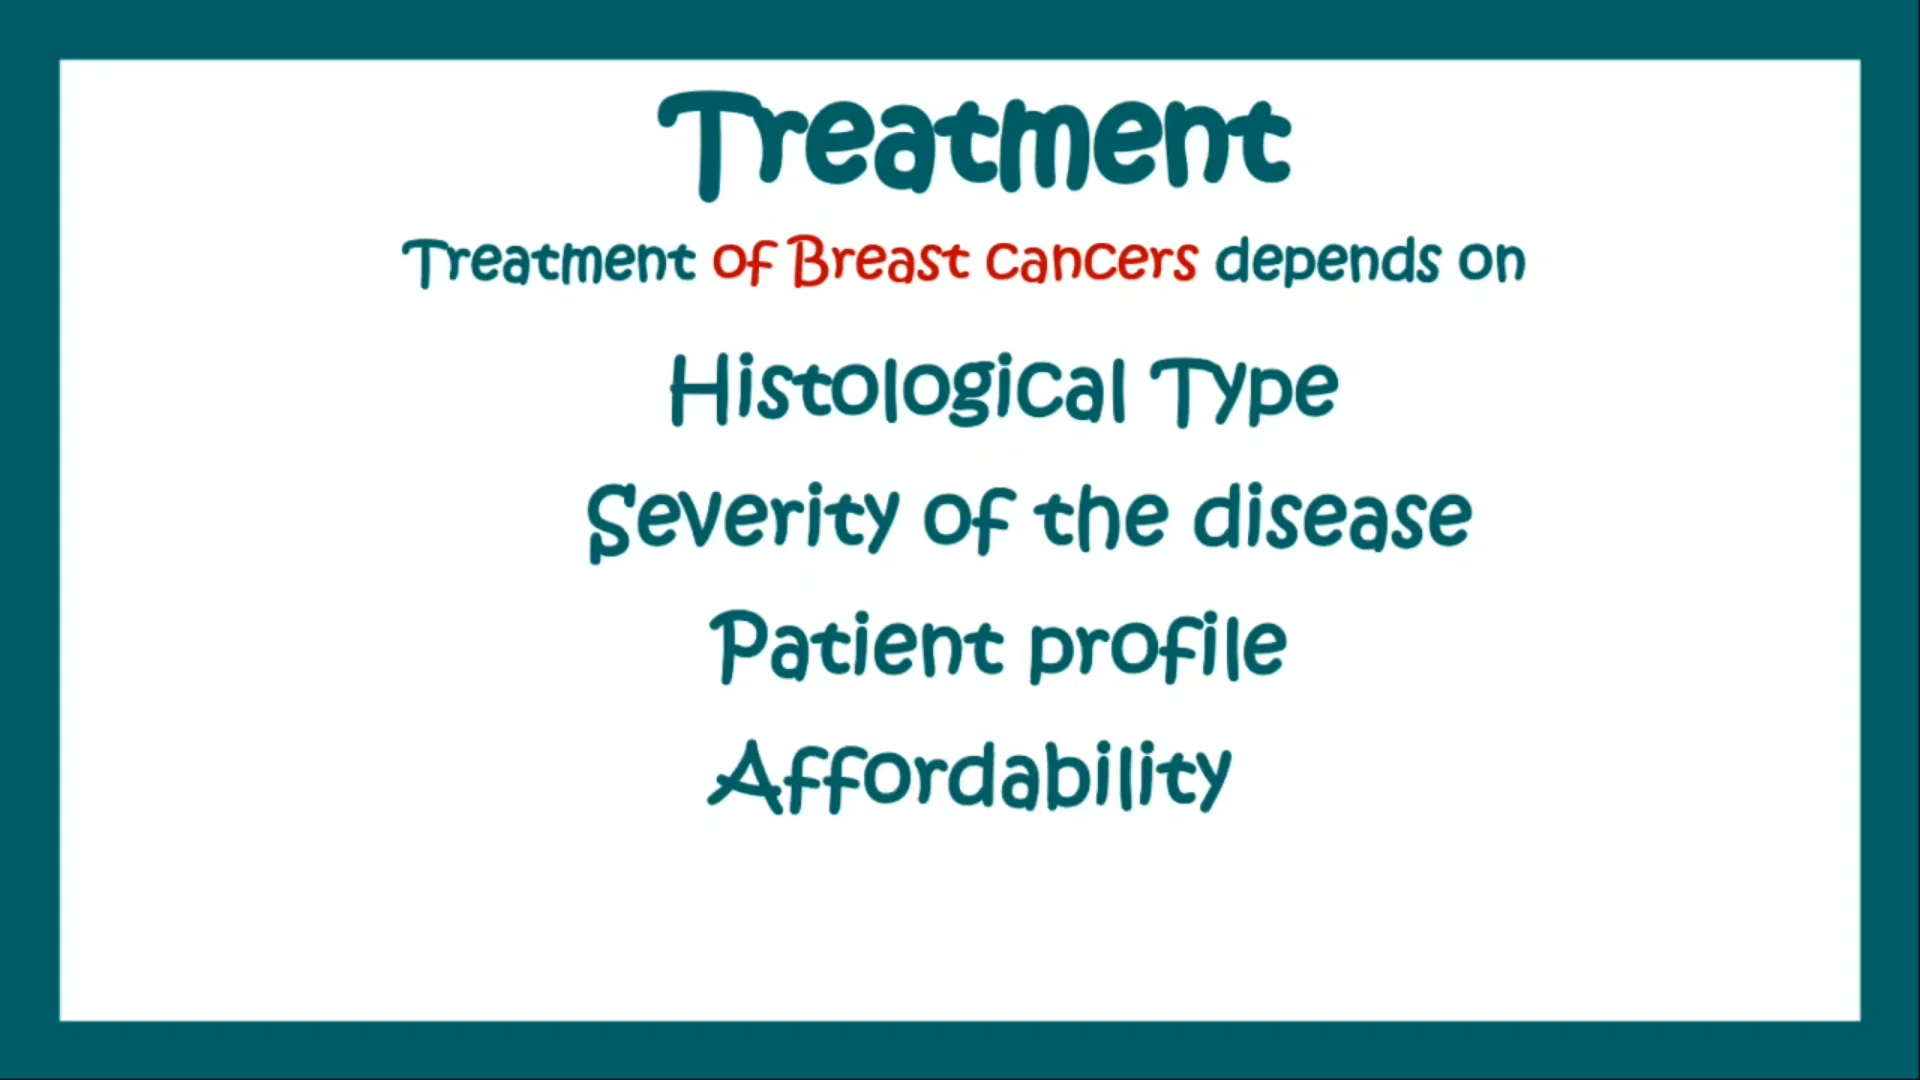 Treatment
Treatment of Breast cancers depends on
Histological Type
Severity of the disease
Patient profile
Affordability